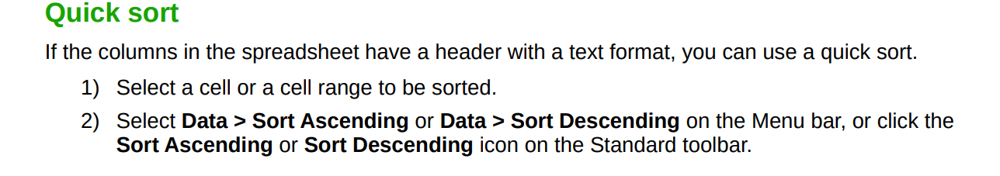 Quick sort
If the columns in the spreadsheet have a header with a text format, you can use a quick sort.
1) Select a cell or a cell range to be sorted.
2) Select Data > Sort Ascending or Data > Sort Descending on the Menu bar, or click the
Sort Ascending or Sort Descending icon on the Standard toolbar.